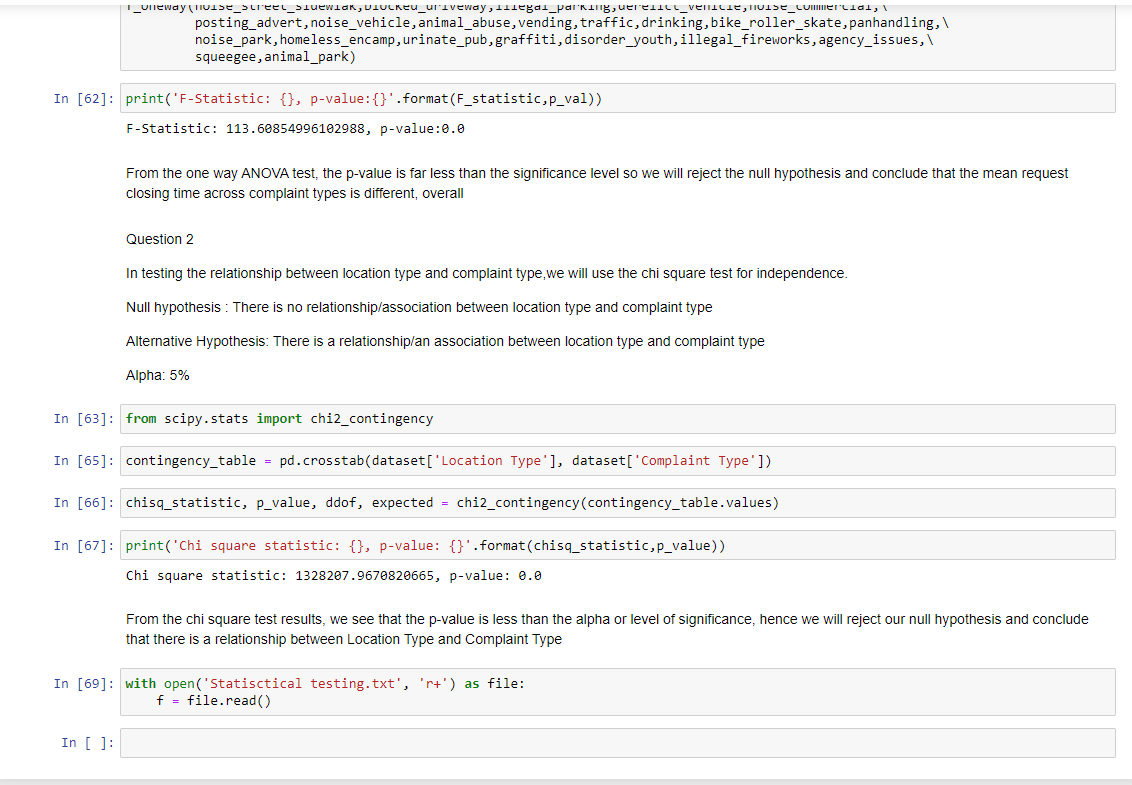 f_oneway(noise_street_sidewlak,blocked_driveway,illegal_parking,derelict_vehicle,noise_commercial,\
posting_advert,noise_vehicle,animal_abuse,vending,traffic,drinking,bike_roller_skate,panhandling,\
noise_park,homeless_encamp,urinate_pub,graffiti,disorder_youth,illegal_fireworks,agency_issues,\
squeegee,animal_park)
In [62]: print('F-Statistic: {}, p-value:{}'.format(F_statistic,p_val))
F-Statistic: 113.60854996102988, p-value:0.0
From the one way ANOVA test, the p-value is far less than the significance level so we will reject the null hypothesis and conclude that the mean request
closing time across complaint types is different, overall
Question 2
In testing the relationship between location type and complaint type,we will use the chi square test for independence.
Null hypothesis : There is no relationship/association between location type and complaint type
Alternative Hypothesis: There is a relationship/an association between location type and complaint type
Alpha: 5%
In [63]: from scipy.stats import chi2_contingency
In [65]: contingency_table = pd.crosstab(dataset['Location Type'], dataset['Complaint Type'])
In [66]: chisq_statistic, p_value, ddof, expected = chi2_contingency(contingency_table.values)
In [67]: print('Chi square statistic: {}, p-value: {}'.format(chisq_statistic,p_value))
Chi square statistic: 1328207.9670820665, p-value: 0.0
From the chi square test results, we see that the p-value is less than the alpha or level of significance, hence we will reject our null hypothesis and conclude
that there is a relationship between Location Type and Complaint Type
In [69]: with open('Statisctical testing.txt', 'r+') as file:
f = file.read()
In [ ]: